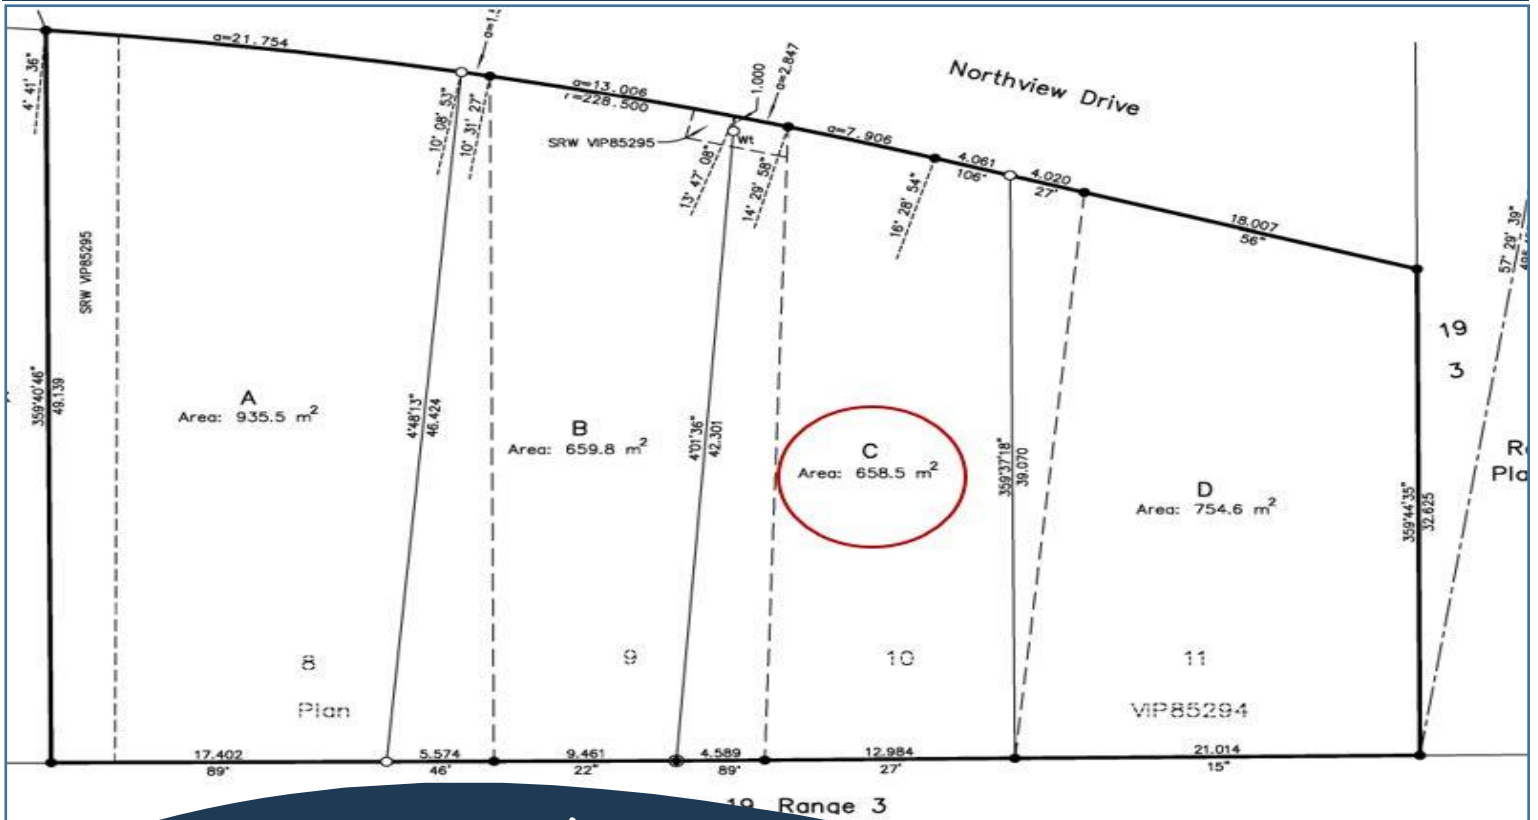 a=21.754
4° 41' 36"
10° 08' 53"
10° 31' 27"
a=13.006
r=228.500
1.000
a=2.847
Northview Drive
SRW VIP85295
Wt
13° 47' 08"
14° 29' 58"
a=7.906
16° 28' 54"
4.061
106°
4.020
27'
18.007
56"
57° 29' 39"
SRW VIP85295
19
3
359°40'46"
49.139
A
Area: 935.5 m²
4°48'13"
46.424
B
Area: 659.8 m²
4°01'36"
42.301
C
Area: 658.5 m²
359°37'18"
39.070
D
Area: 754.6 m²
359°44'35"
32.625
8
9
10
11
Plan
VIP85294
17.402
5.574
9.461
4.589
12.984
21.014
89°
46'
22"
89°
27'
15"
19 Range 3